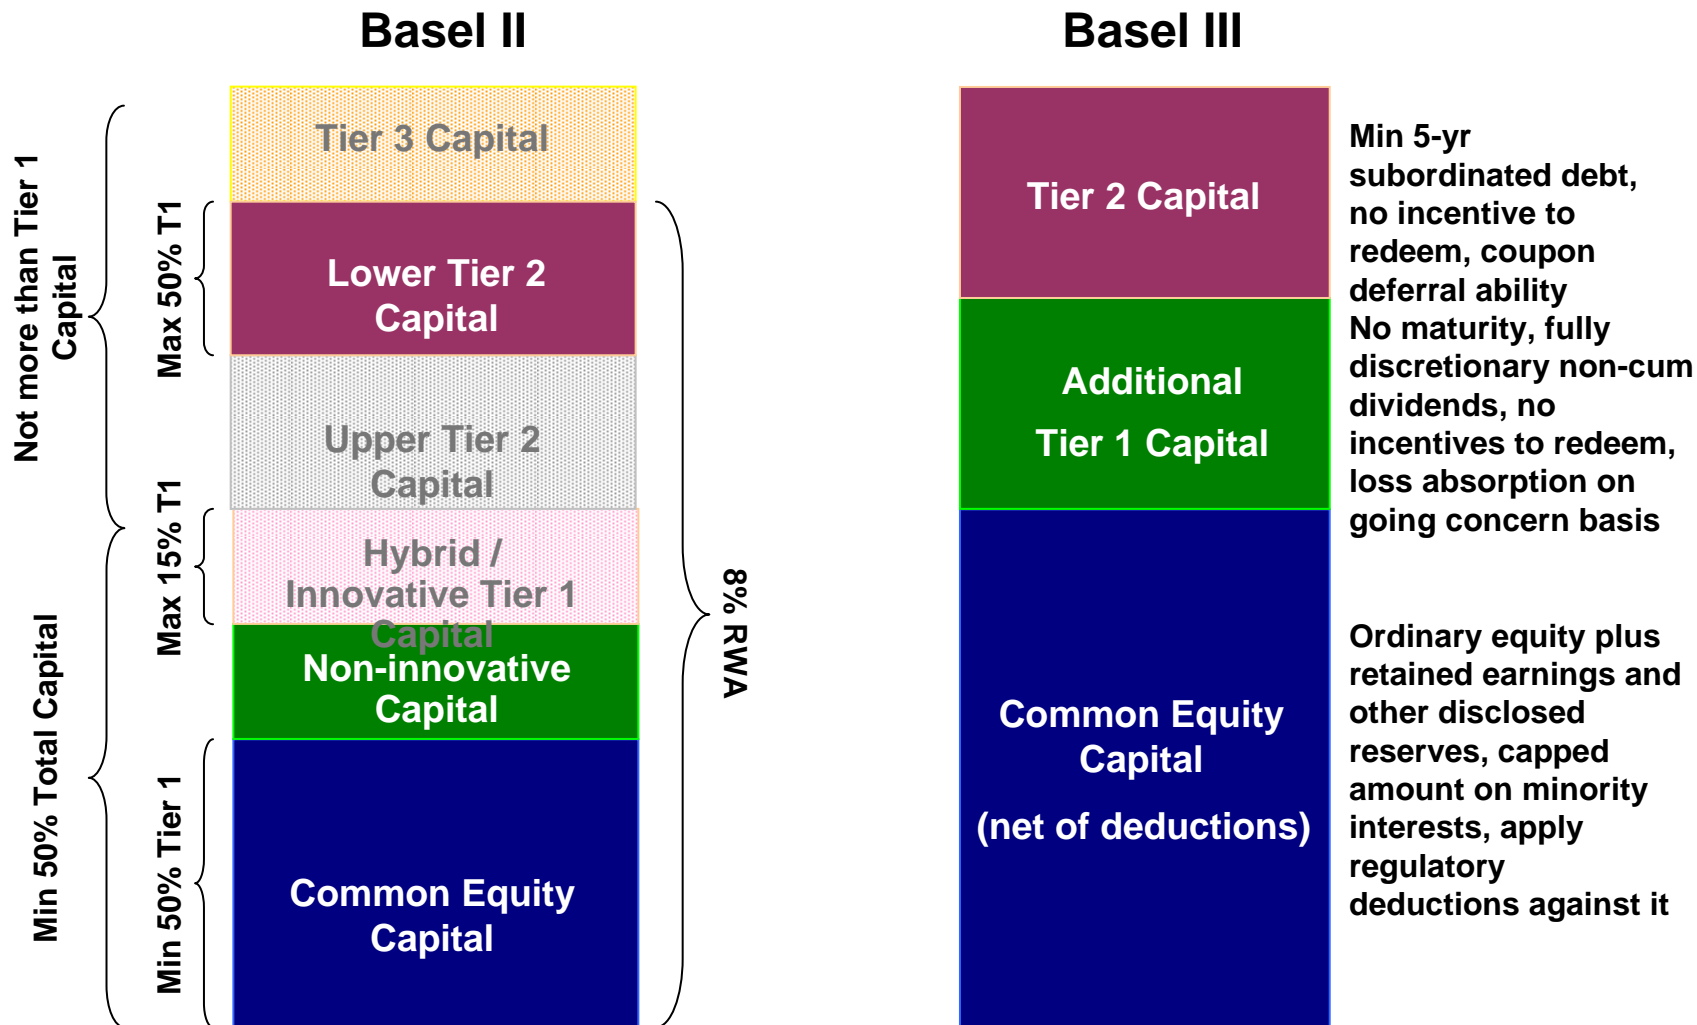 Basel II
Basel III
Not more than Tier 1
Capital
Min 50% Total Capital
Max 50% T1
Max 15% T1
Min 50% Tier 1
Tier 3 Capital
Lower Tier 2
Capital
Upper Tier 2
Capital
Hybrid /
Innovative Tier 1
Capital
Non-innovative
Capital
Common Equity
Capital
8% RWA
Tier 2 Capital
Additional
Tier 1 Capital
Common Equity
Capital
(net of deductions)
Min 5-yr
subordinated debt,
no incentive to
redeem, coupon
deferral ability
No maturity, fully
discretionary non-cum
dividends, no
incentives to redeem,
loss absorption on
going concern basis
Ordinary equity plus
retained earnings and
other disclosed
reserves, capped
amount on minority
interests, apply
regulatory
deductions against it